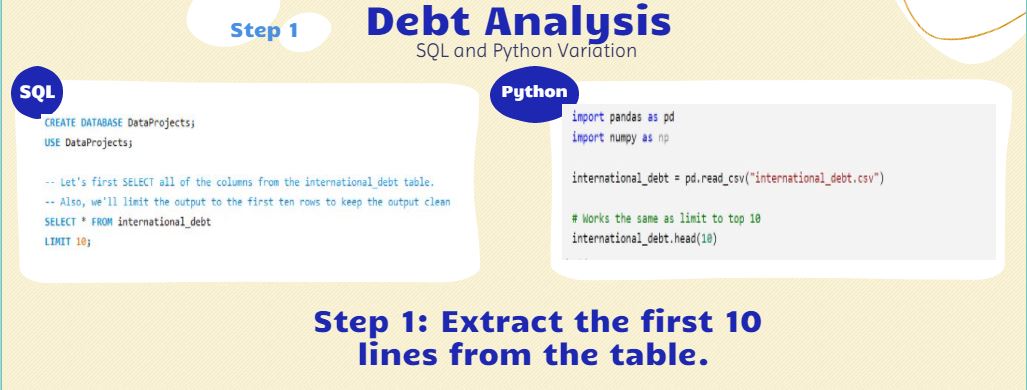 Step 1
Debt Analysis
SQL and Python Variation
SQL
CREATE DATABASE DataProjects;
USE DataProjects;
-- Let's first SELECT all of the columns from the international_debt table.
-- Also, we'll limit the output to the first ten rows to keep the output clean
SELECT * FROM international_debt
LIMIT 10;
Python
import pandas as pd
import numpy as np
international_debt = pd.read_csv("international_debt.csv")
# Works the same as limit to top 10
international_debt.head(10)
Step 1: Extract the first 10
lines from the table.